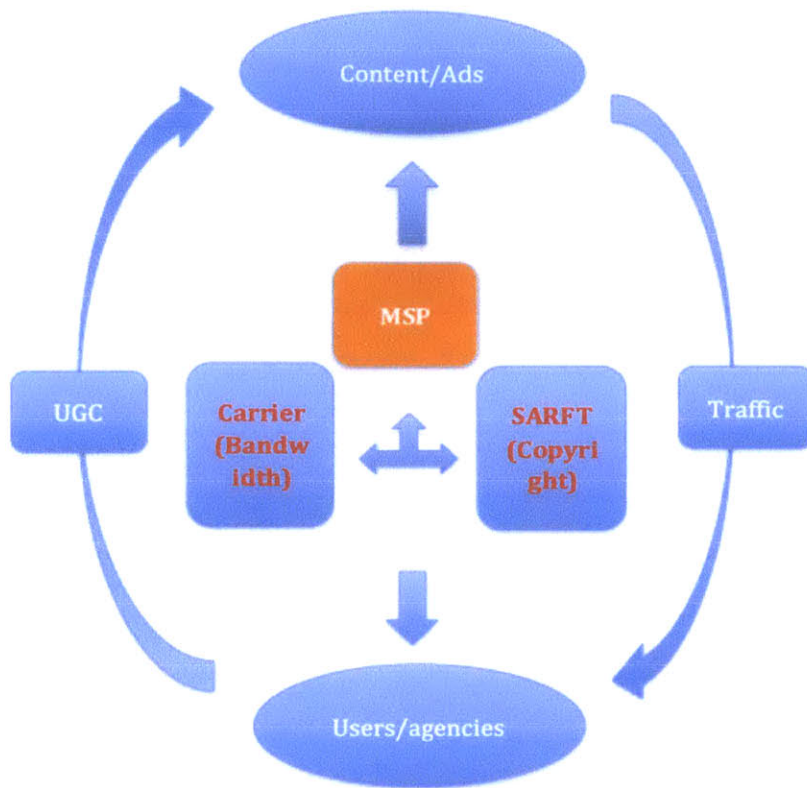 Content/Ads
MSP
UGC
Carrier
(Bandw
idth)
SARFT
(Copyri
ght)
Traffic
Users/agencies